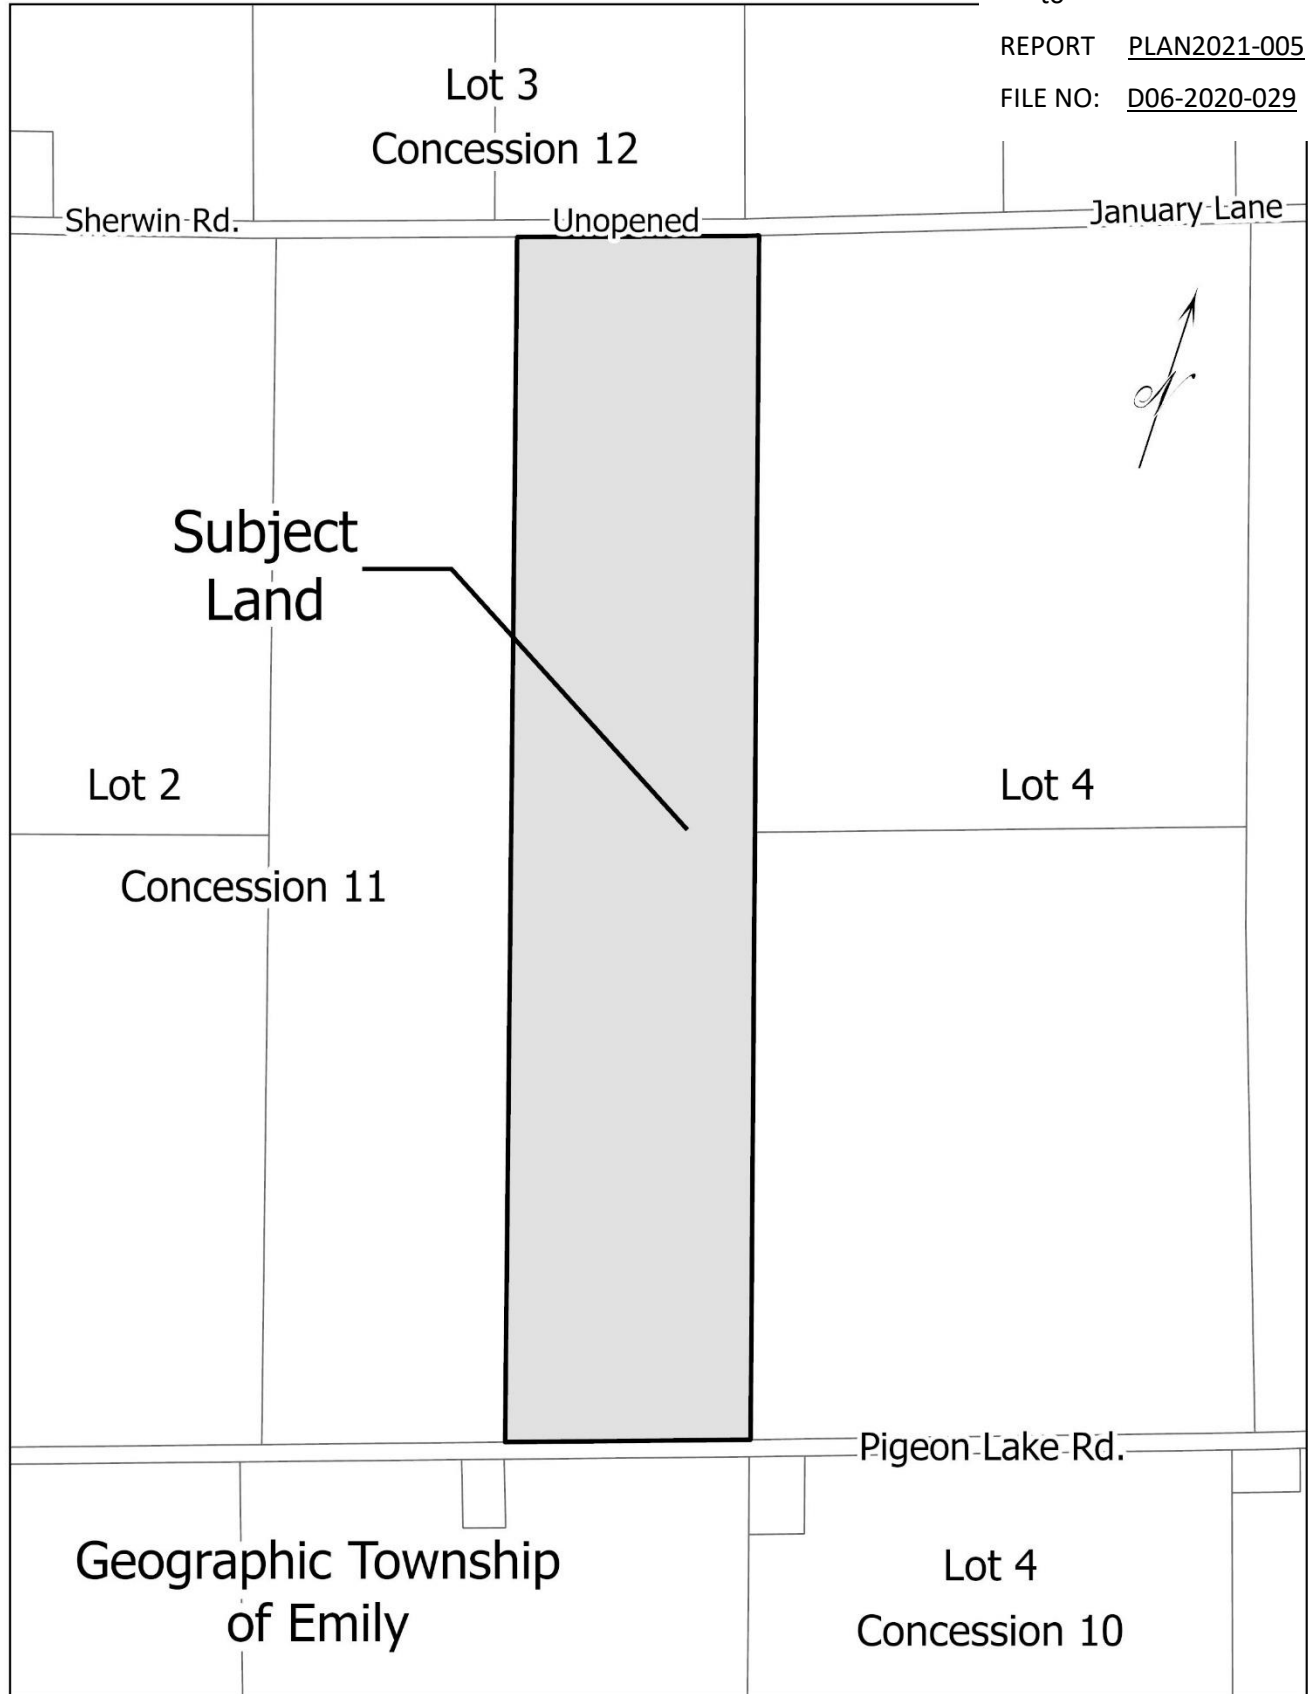 to
REPORT PLAN2021-005
FILE NO: D06-2020-029
Lot 3
Concession 12
Sherwin Rd.
Unopened
January Lane
N
Subject
Land
Lot 2
Lot 4
Concession 11
Pigeon Lake Rd.
Geographic Township
of Emily
Lot 4
Concession 10